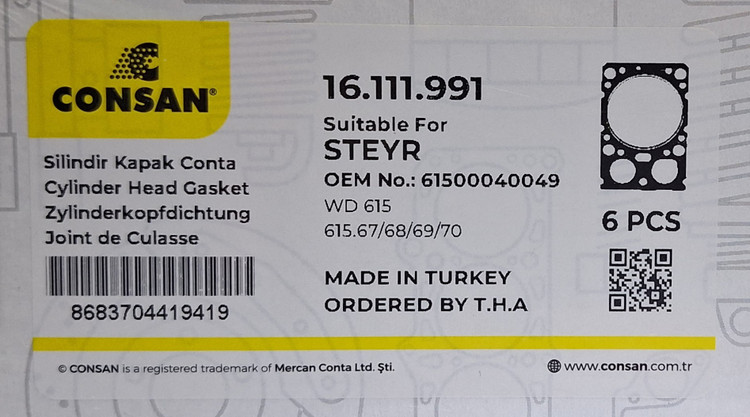 CONSAN®
Silindir Kapak Conta
Cylinder Head Gasket
Zylinderkopfdichtung
Joint de Culasse
8683704419419
16.111.991
Suitable For
STEYR
OEM No.: 61500040049
WD 615
615.67/68/69/70
MADE IN TURKEY
ORDERED BY T.H.A
6 PCS
© CONSAN is a registered trademark of Mercan Conta Ltd. Şti.
www.consan.com.tr